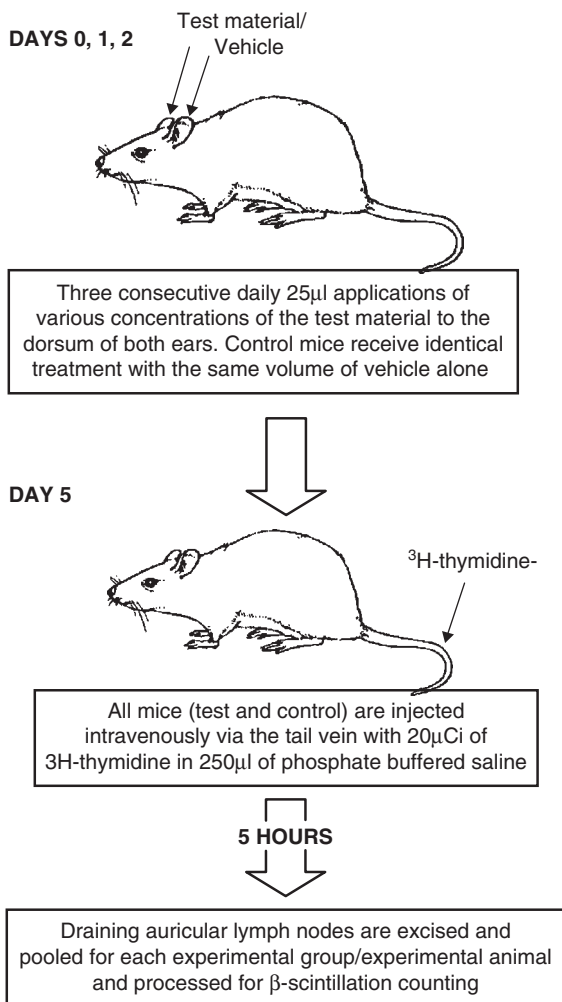 Test material/
DAYS 0, 1, 2
Vehicle
Three consecutive daily 25μl applications of
various concentrations of the test material to the
dorsum of both ears. Control mice receive identical
treatment with the same volume of vehicle alone
DAY 5
³H-thymidine-
All mice (test and control) are injected
intravenously via the tail vein with 20μCi of
3H-thymidine in 250μl of phosphate buffered saline
5 HOURS
Draining auricular lymph nodes are excised and
pooled for each experimental group/experimental animal
and processed for β-scintillation counting